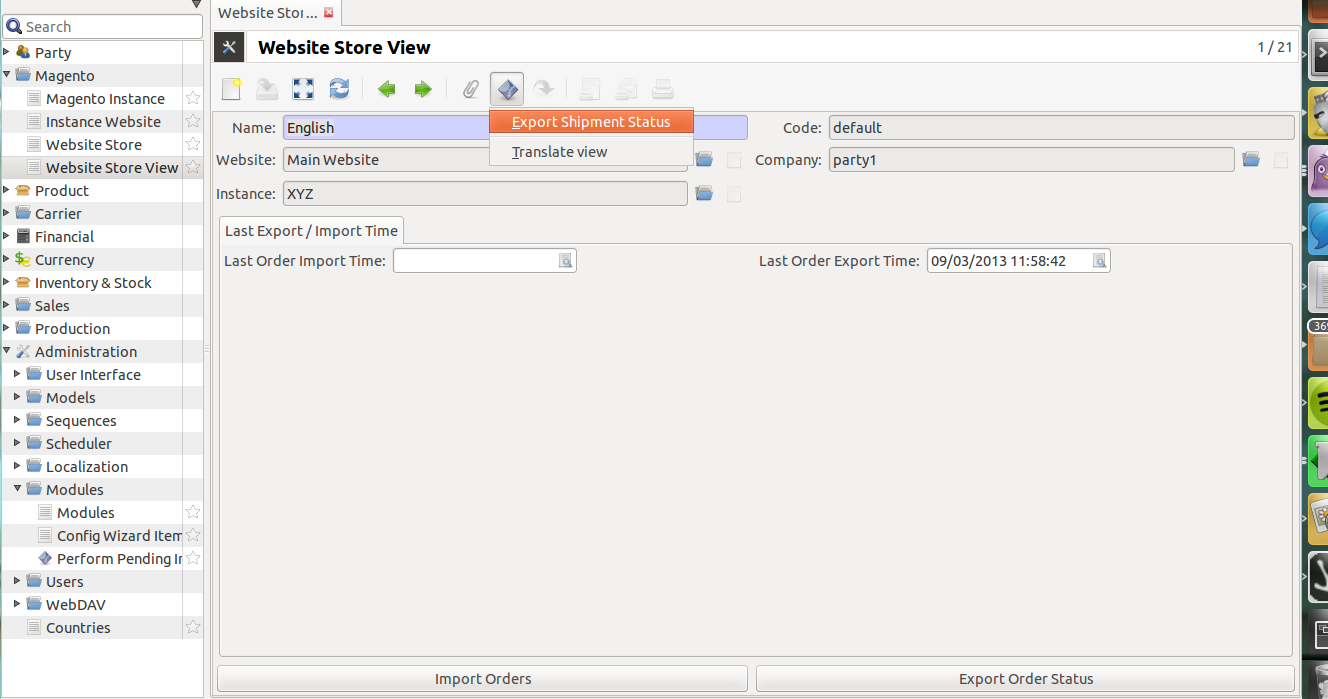 Website Stor...
Search
Website Store View
1 / 21
Party
Magento
Magento Instance
Instance Website
Website Store
Website Store View
Product
Carrier
Financial
Currency
Inventory & Stock
Sales
Production
Administration
User Interface
Models
Sequences
Scheduler
Localization
Modules
Modules
Config Wizard Item
Perform Pending In
Users
WebDAV
Countries
Export Shipment Status
Translate view
Name: English
Code: default
Website: Main Website
Company: party1
Instance: XYZ
Last Export / Import Time
Last Order Import Time:
Last Order Export Time: 09/03/2013 11:58:42
Import Orders
Export Order Status